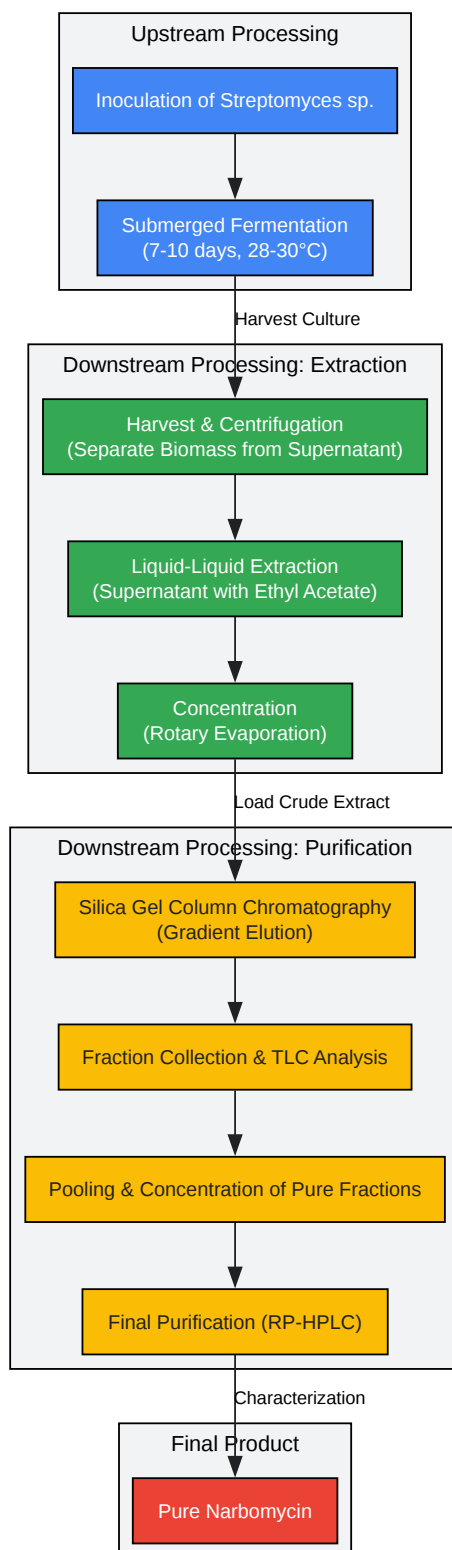 Upstream Processing
Inoculation of Streptomyces sp.
Submerged Fermentation
(7-10 days, 28-30°C)
Harvest Culture
Downstream Processing: Extraction
Harvest & Centrifugation
(Separate Biomass from Supernatant)
Liquid-Liquid Extraction
(Supernatant with Ethyl Acetate)
Concentration
(Rotary Evaporation)
Load Crude Extract
Downstream Processing: Purification
Silica Gel Column Chromatography
(Gradient Elution)
Fraction Collection & TLC Analysis
Pooling & Concentration of Pure Fractions
Final Purification (RP-HPLC)
Characterization
Final Product
Pure Narbomycin